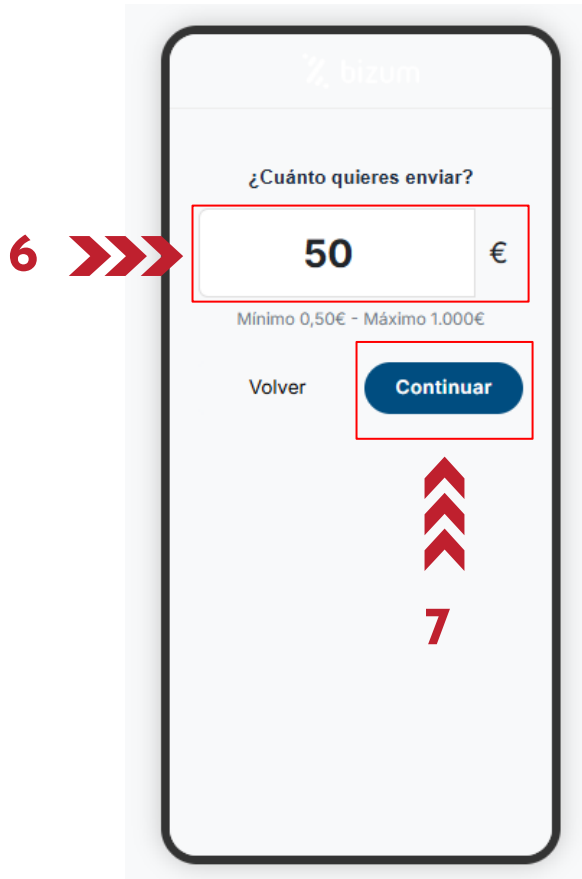 bizum
¿Cuánto quieres enviar?
6
50 €
Mínimo 0,50€ - Máximo 1.000€
Volver Continuar
7